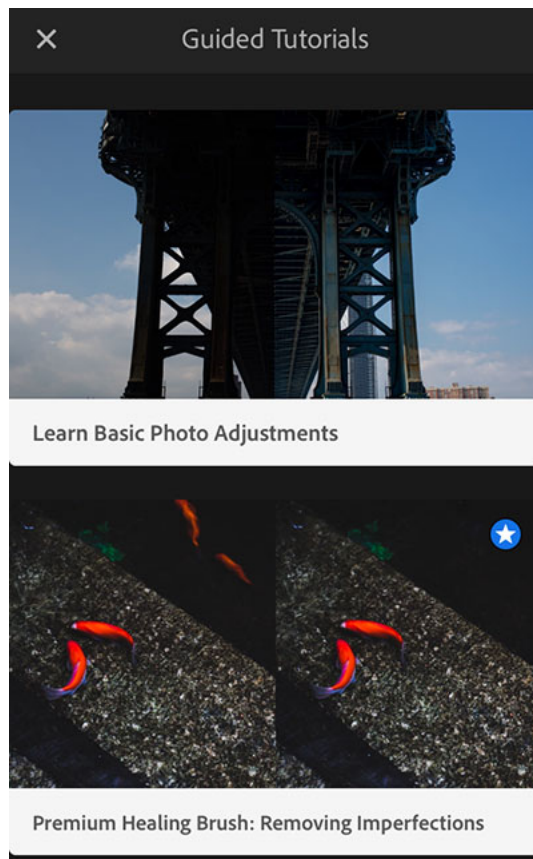 Guided Tutorials
Learn Basic Photo Adjustments
Premium Healing Brush: Removing Imperfections